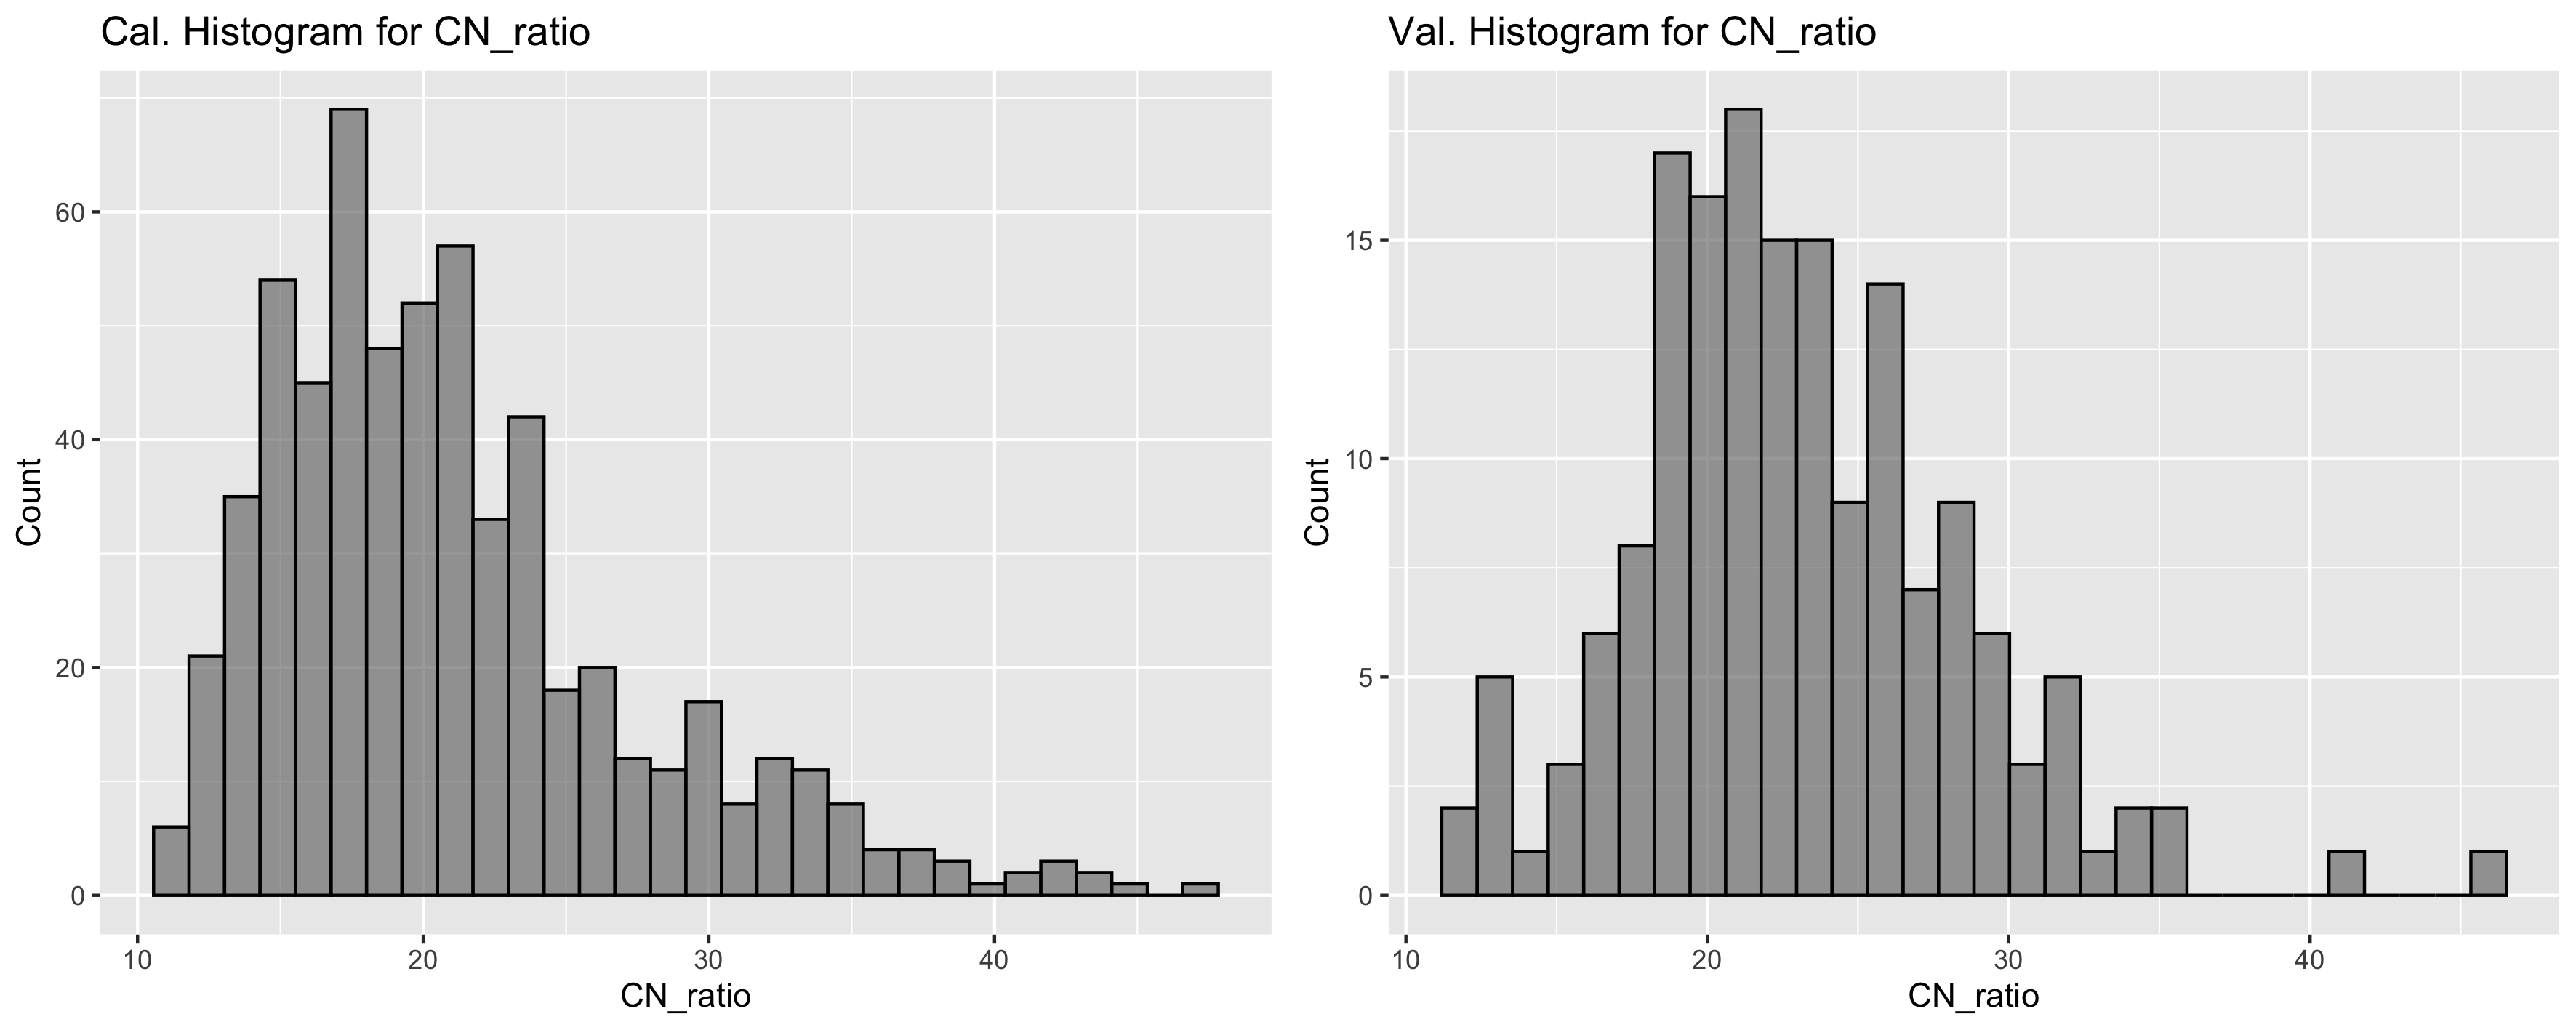 Cal. Histogram for CN_ratio
Count
60
40
20
0
10 20 30 40
CN_ratio
Val. Histogram for CN_ratio
Count
15
10
5
0
10 20 30 40
CN_ratio